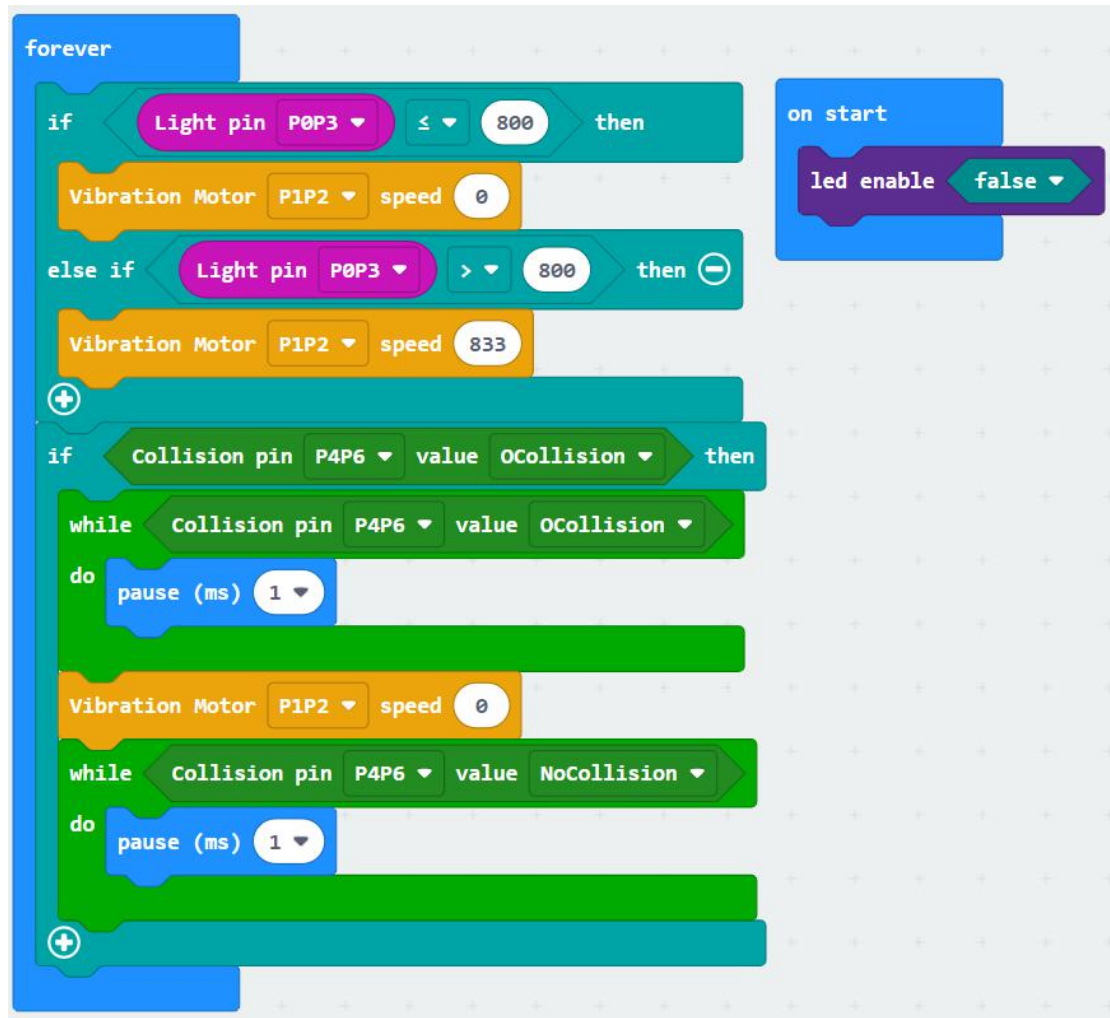 forever
if Light pin P0P3 ≤ 800 then
Vibration Motor P1P2 speed 0
else if Light pin P0P3 > 800 then
Vibration Motor P1P2 speed 833
if Collision pin P4P6 value OCollision then
while Collision pin P4P6 value OCollision
do pause (ms) 1
Vibration Motor P1P2 speed 0
while Collision pin P4P6 value NoCollision
do pause (ms) 1
on start
led enable false